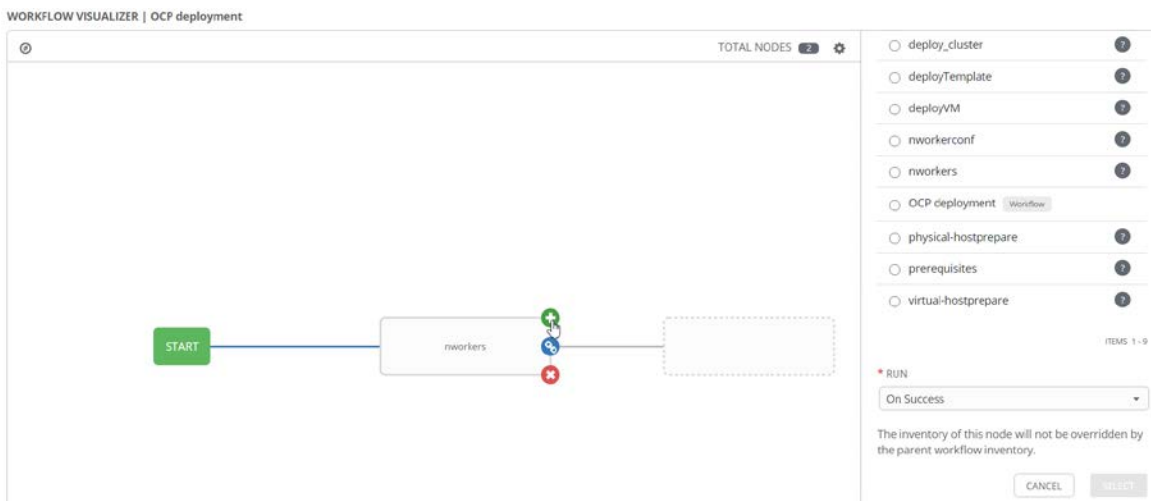 WORKFLOW VISUALIZER | OCP deployment
TOTAL NODES 2
deploy_cluster ?
deployTemplate ?
deployVM ?
nworkerconf ?
nworkers ?
OCP deployment Workflow
physical-hostprepare ?
prerequisites ?
virtual-hostprepare ?
START
nworkers
ITEMS 1 - 9
* RUN
On Success
The inventory of this node will not be overridden by
the parent workflow inventory.
CANCEL
SELECT